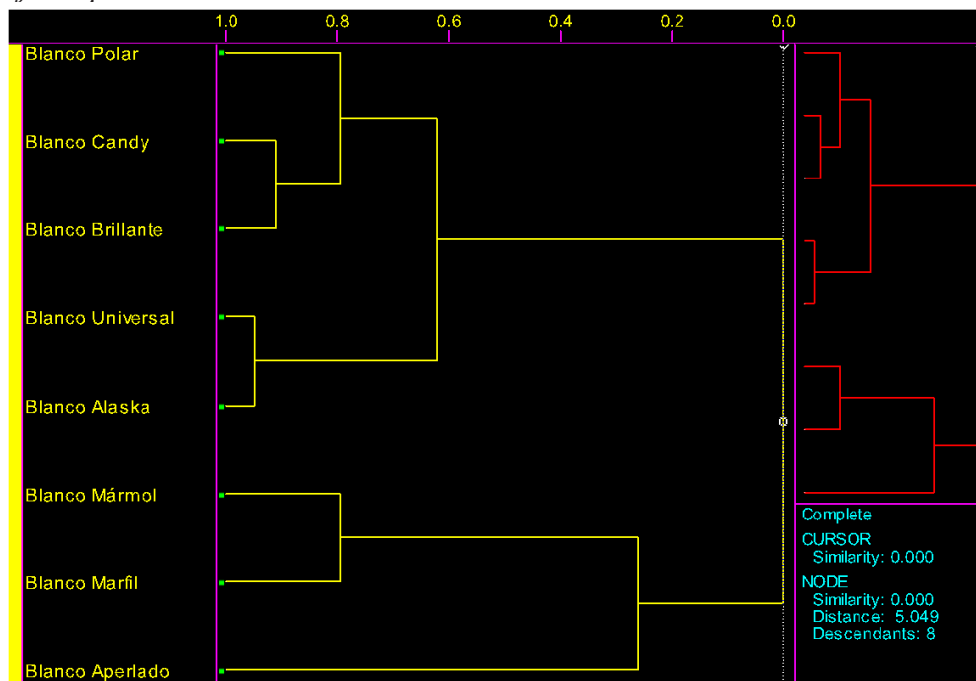 1.0 0.8 0.6 0.4 0.2 0.0
Blanco Polar
Blanco Candy
Blanco Brillante
Blanco Universal
Blanco Alaska
Blanco Mármol
Blanco Marfil
Blanco Aperlado
Complete
CURSOR
Similarity: 0.000
NODE
Similarity: 0.000
Distance: 5.049
Descendants: 8